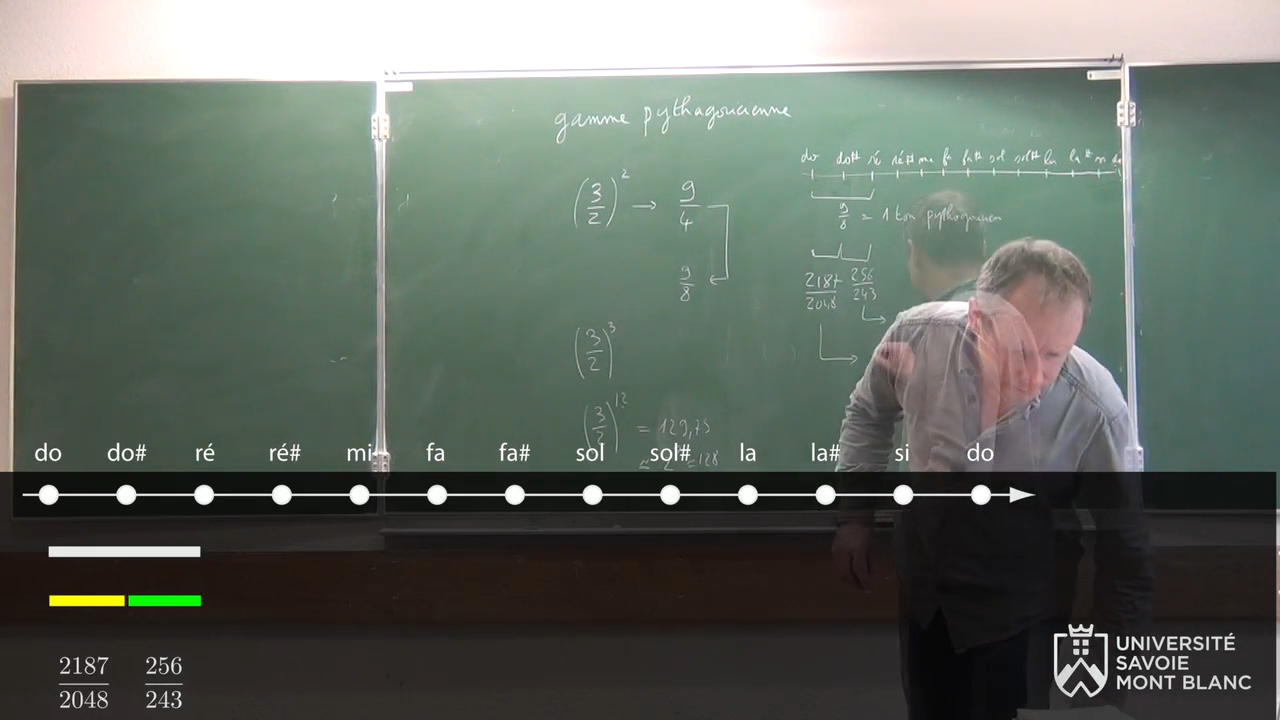 gamme pythagoricienne
do do# ré ré# mi fa fa# sol sol# la la# si do
(3/2)^2 → 9/4
9/8 = 1 ton pythagoricien
9/8
2187/2048 256/243
(3/2)^3
(3/2)^12 = 129,75
≈ 2 = 128
do do# ré ré# mi fa fa# sol sol# la la# si do
2187/2048 256/243
UNIVERSITÉ
SAVOIE
MONT BLANC